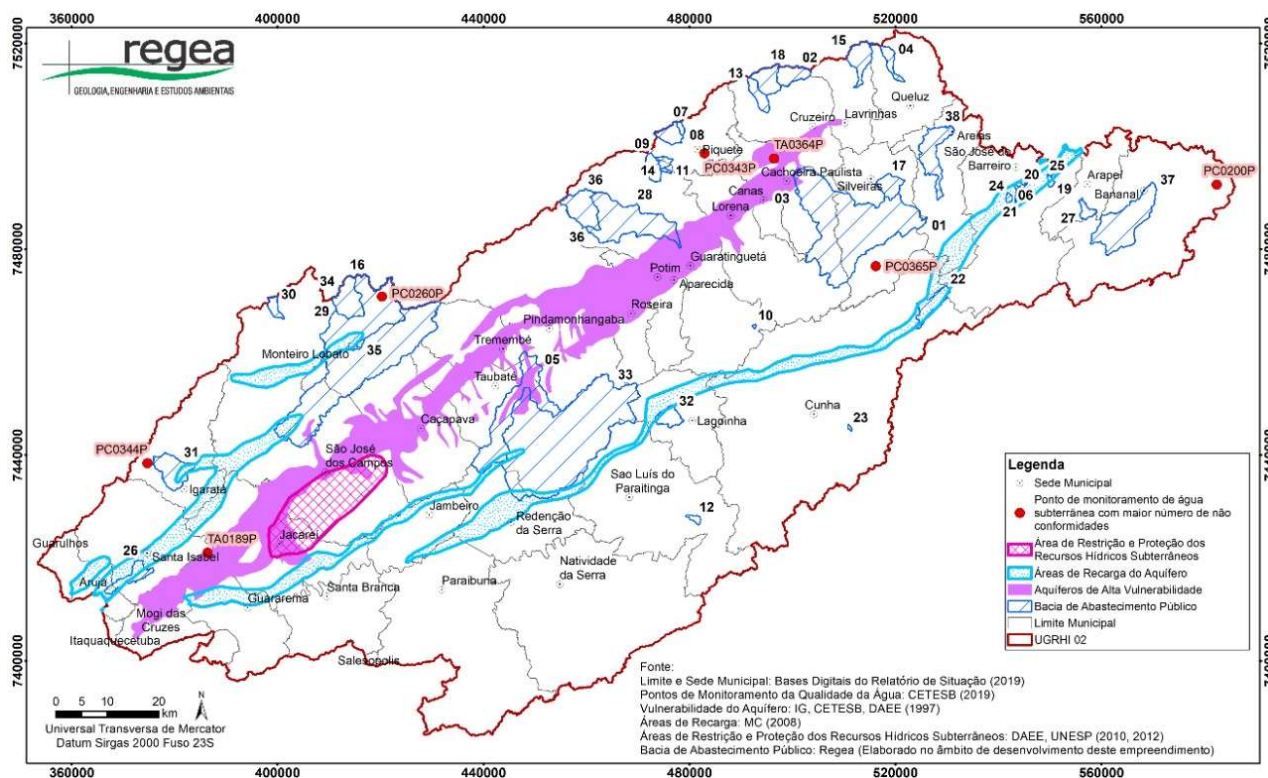 360000 400000 440000 480000 520000 560000
7520000
7520000
regea
GEOLOGIA, ENGENHARIA E ESTUDOS AMBIENTAIS
15
04
18
02
13
Queluz
Cruzeiro
Lavrinhas
07
08
38
Areias
09
Piquete
TA0364P
São José do
Barreiro
PC0343P
17
25
14
11
Cachoeira Paulista
Silveiras
20
Arapeí
PC0200P
36
28
Canas
24
19
Bananal
37
03
06
Lorena
21
27
36
01
7480000
7480000
Guaratinguetá
16
Potim
PC0365P
34
Aparecida
22
30
PC0260P
29
Roseira
10
Pindamonhangaba
35
Tremembé
Monteiro Lobato
05
Taubaté
33
32
Caçapava
Lagoinha
Cunha
23
PC0344P
São José
dos Campos
31
7440000
7440000
Igaratá
Sao Luís do
Paraitinga
Jambeiro
12
Redenção
da Serra
TA0189P
Jacareí
Guarulhos
26
Santa Isabel
Natividade
da Serra
Arujá
Santa Branca
Paraibuna
Guararema
Mogi das
Cruzes
Itaquaquecetuba
Salesópolis
7400000
7400000
Legenda
Sede Municipal
Ponto de monitoramento de água
subterrânea com maior número de não
conformidades
Área de Restrição e Proteção dos
Recursos Hídricos Subterrâneos
Áreas de Recarga do Aquífero
Aquíferos de Alta Vulnerabilidade
Bacia de Abastecimento Público
Limite Municipal
UGRHI 02
0 5 10 20
km
N
Universal Transversa de Mercator
Datum Sirgas 2000 Fuso 23S
Fonte:
Limite e Sede Municipal: Bases Digitais do Relatório de Situação (2019)
Pontos de Monitoramento da Qualidade da Água: CETESB (2019)
Vulnerabilidade do Aquífero: IG, CETESB, DAEE (1997)
Áreas de Recarga: MC (2008)
Áreas de Restrição e Proteção dos Recursos Hídricos Subterrâneos: DAEE, UNESP (2010, 2012)
Bacia de Abastecimento Público: Regea (Elaborado no âmbito de desenvolvimento deste empreendimento)
360000 400000 440000 480000 520000 560000